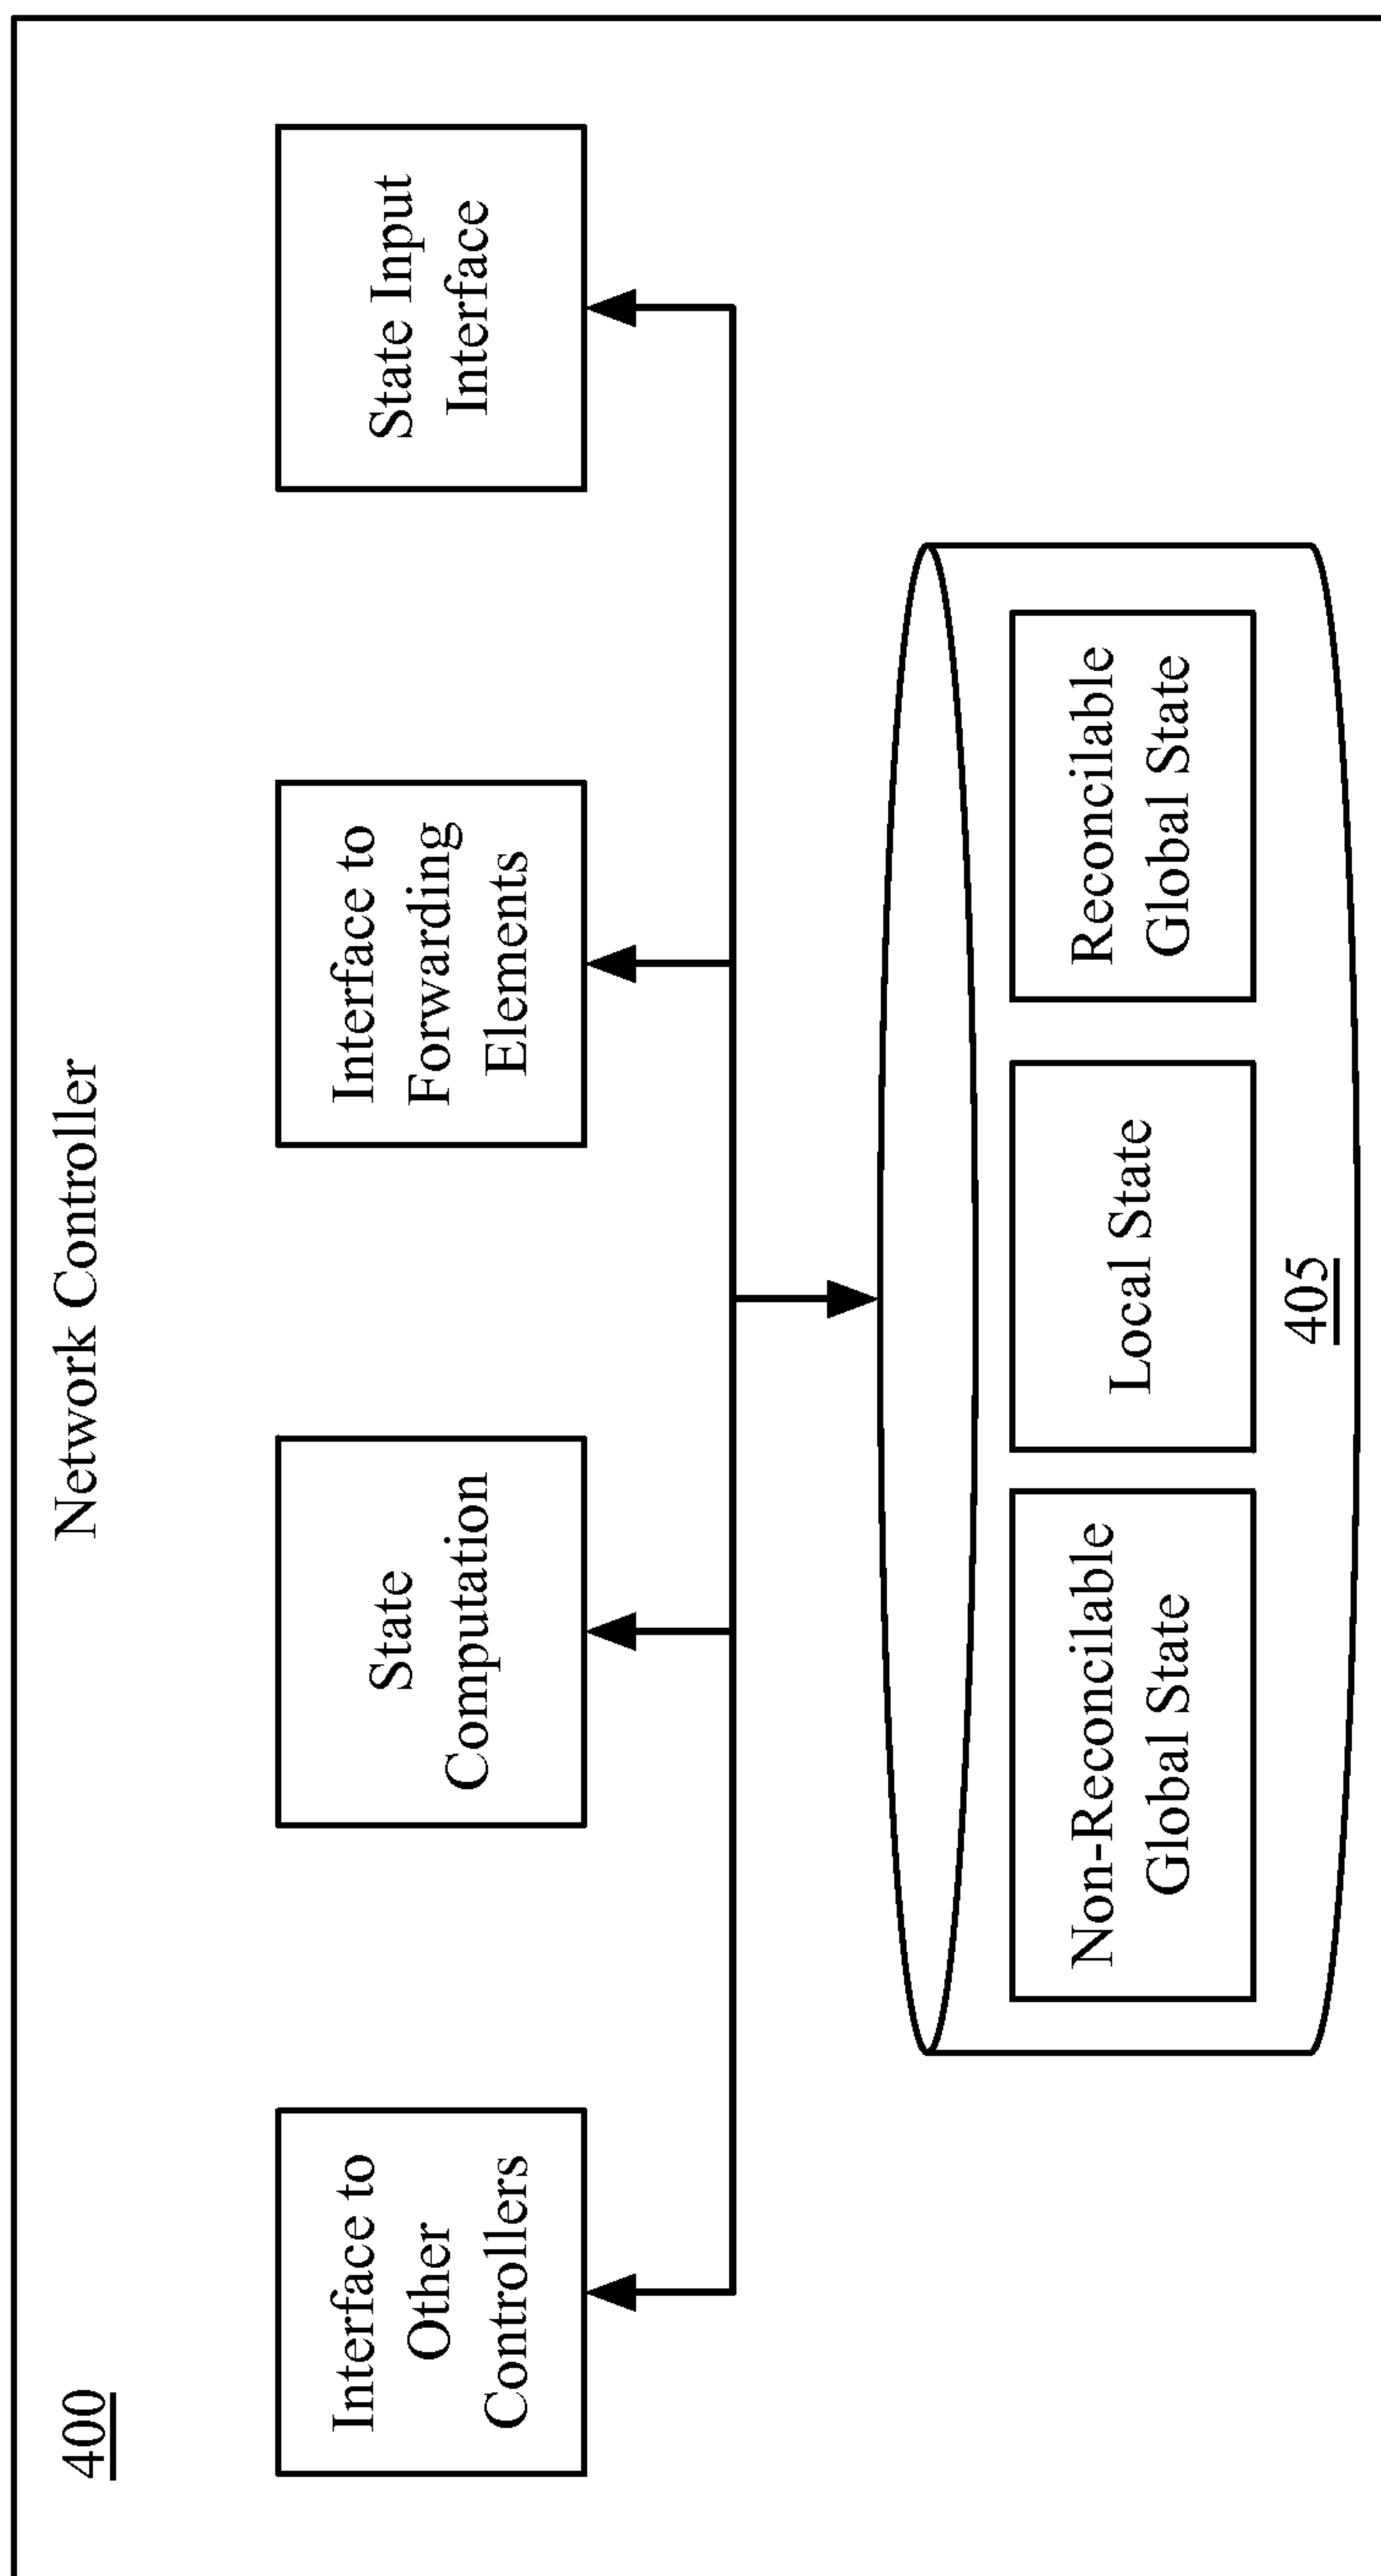 400
Network Controller
Interface to
Other
Controllers
State
Computation
Interface to
Forwarding
Elements
State Input
Interface
Non-Reconcilable
Global State
Local State
Reconcilable
Global State
405